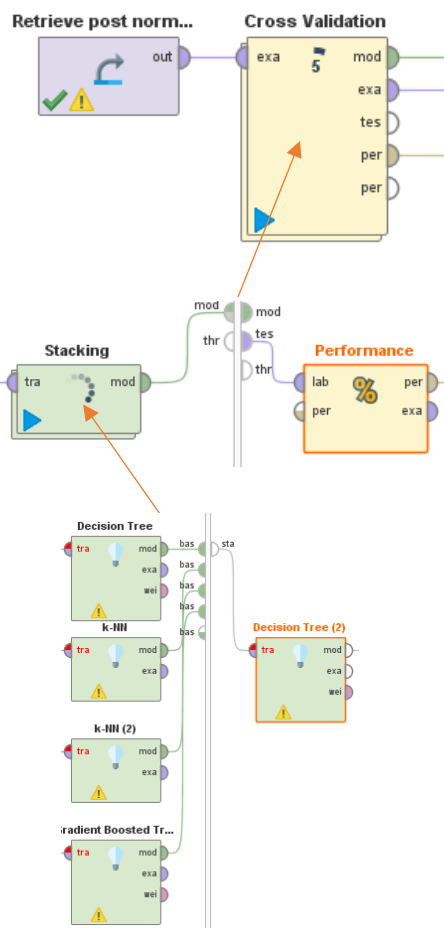 Retrieve post norm...
Cross Validation
out
exa
mod
5
exa
tes
per
per
mod
mod
thr
tes
thr
Stacking
tra
mod
Performance
lab
per
%
per
exa
Decision Tree
tra
mod
bas
sta
exa
bas
wei
bas
bas
k-NN
bas
tra
mod
exa
Decision Tree (2)
tra
mod
exa
wei
k-NN (2)
tra
mod
exa
Gradient Boosted Tr...
tra
mod
exa
wei